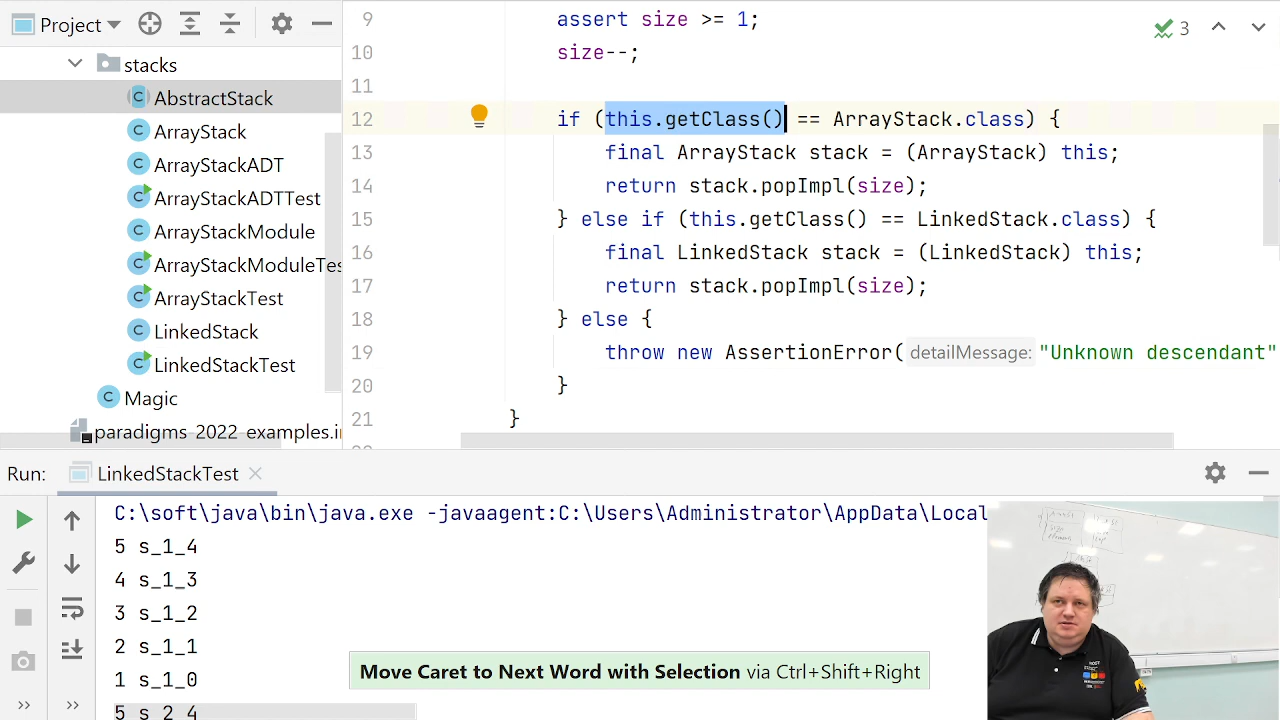 Project
3
stacks
AbstractStack
ArrayStack
ArrayStackADT
ArrayStackADTTest
ArrayStackModule
ArrayStackModuleTes
ArrayStackTest
LinkedStack
LinkedStackTest
Magic
paradigms-2022-examples.i
9 assert size >= 1;
10 size--;
11
12 if (this.getClass() == ArrayStack.class) {
13 final ArrayStack stack = (ArrayStack) this;
14 return stack.popImpl(size);
15 } else if (this.getClass() == LinkedStack.class) {
16 final LinkedStack stack = (LinkedStack) this;
17 return stack.popImpl(size);
18 } else {
19 throw new AssertionError( detailMessage: "Unknown descendant"
20 }
21 }
Run: LinkedStackTest
C:\soft\java\bin\java.exe -javaagent:C:\Users\Administrator\AppData\Local
5 s_1_4
4 s_1_3
3 s_1_2
2 s_1_1
1 s_1_0
5 s_2_4
Move Caret to Next Word with Selection via Ctrl+Shift+Right